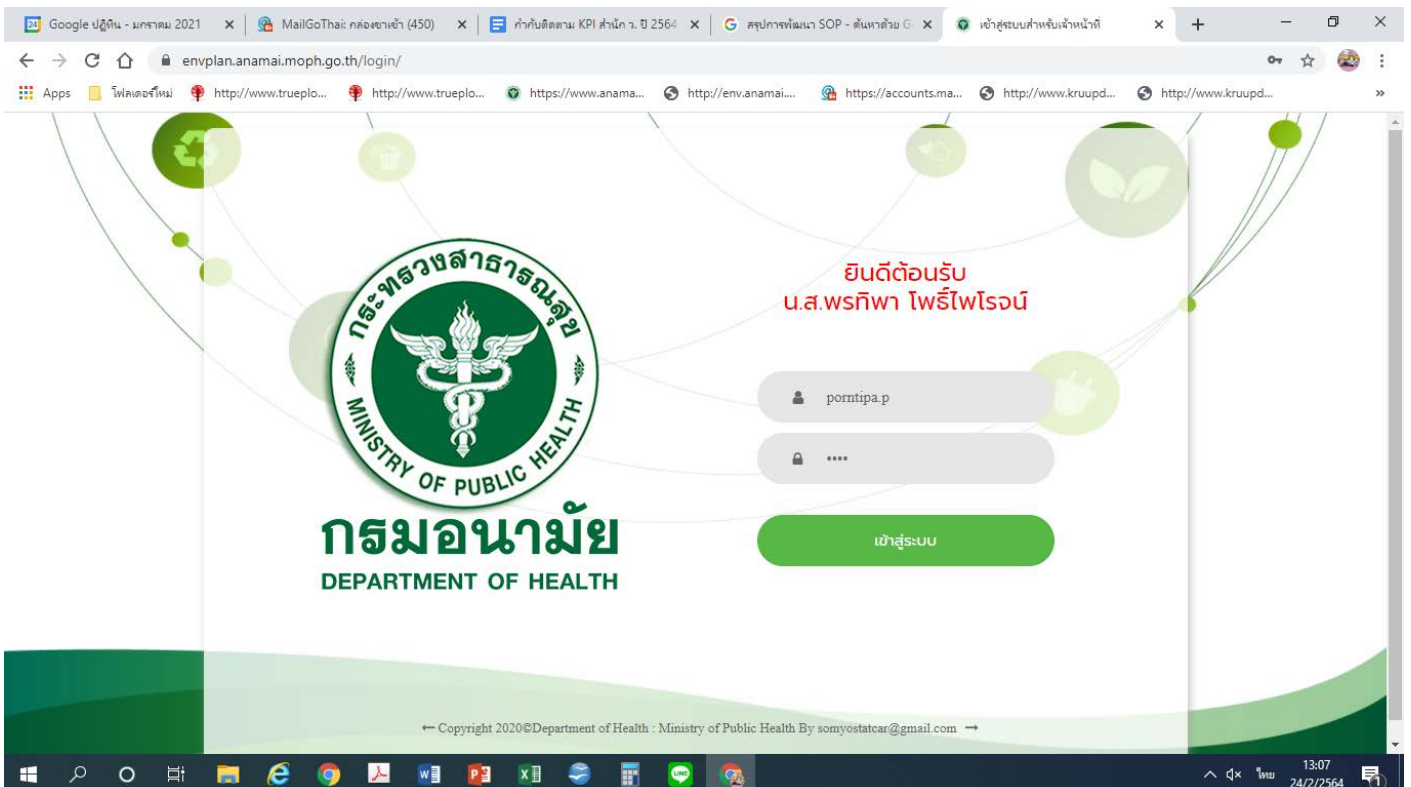 Google ปฏิทิน - มกราคม 2021
MailGoThai: กล่องขาเข้า (450)
กำกับติดตาม KPI สำนัก ว. ปี 2564
สรุปการพัฒนา SOP - ค้นหาด้วย G
เข้าสู่ระบบสำหรับเจ้าหน้าที่
envplan.anamai.moph.go.th/login/
Apps
โฟลเดอร์ใหม่
http://www.trueplo...
http://www.trueplo...
https://www.anama...
http://env.anamai....
https://accounts.ma...
http://www.kruupd...
http://www.kruupd...
กระทรวงสาธารณสุข
MINISTRY OF PUBLIC HEALTH
กรมอนามัย
DEPARTMENT OF HEALTH
ยินดีต้อนรับ
น.ส.พรทิพา โพธิ์ไพโรจน์
porntipa.p
••••
เข้าสู่ระบบ
← Copyright 2020©Department of Health : Ministry of Public Health By somyostatcar@gmail.com →
ไทย
13:07
24/2/2564